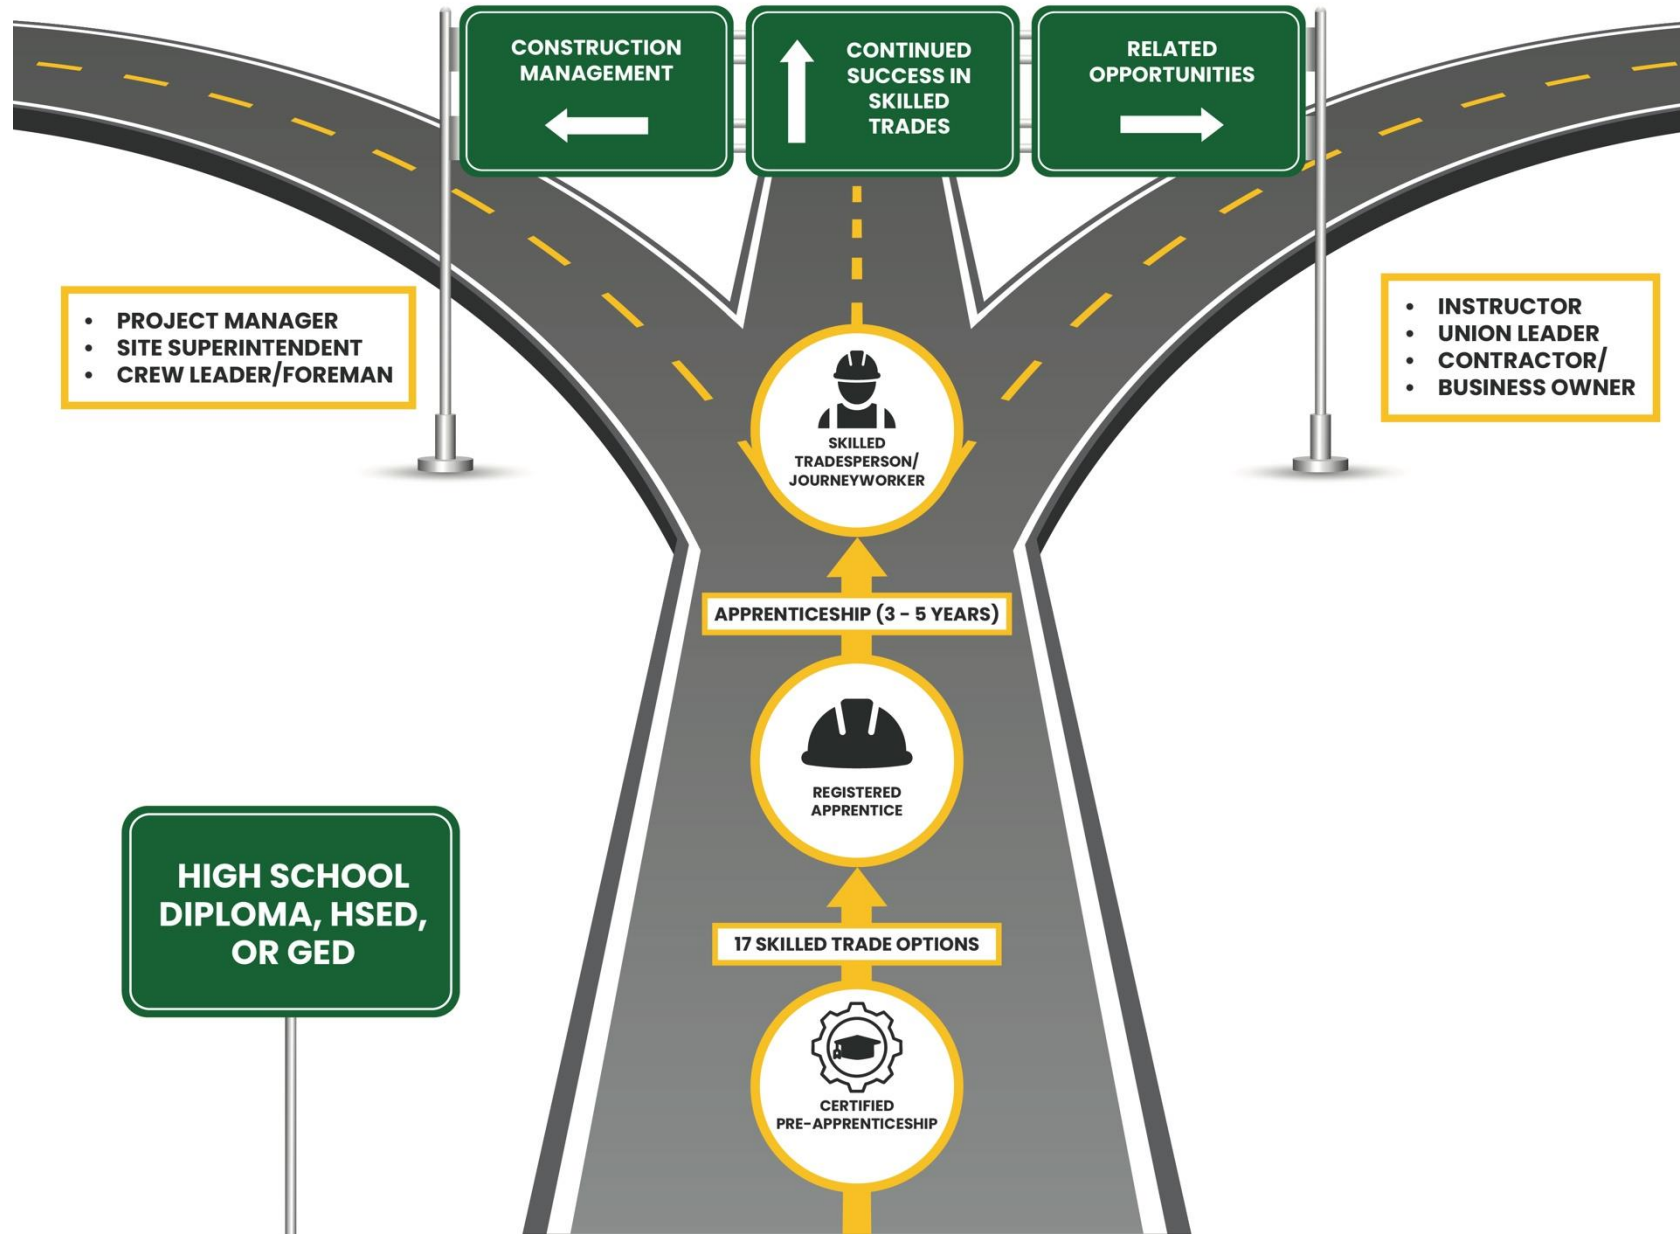 CONSTRUCTION
MANAGEMENT
CONTINUED
SUCCESS IN
SKILLED
TRADES
RELATED
OPPORTUNITIES
• PROJECT MANAGER
• SITE SUPERINTENDENT
• CREW LEADER/FOREMAN
• INSTRUCTOR
• UNION LEADER
• CONTRACTOR/
• BUSINESS OWNER
SKILLED
TRADESPERSON/
JOURNEYWORKER
APPRENTICESHIP (3 - 5 YEARS)
REGISTERED
APPRENTICE
HIGH SCHOOL
DIPLOMA, HSED,
OR GED
17 SKILLED TRADE OPTIONS
CERTIFIED
PRE-APPRENTICESHIP